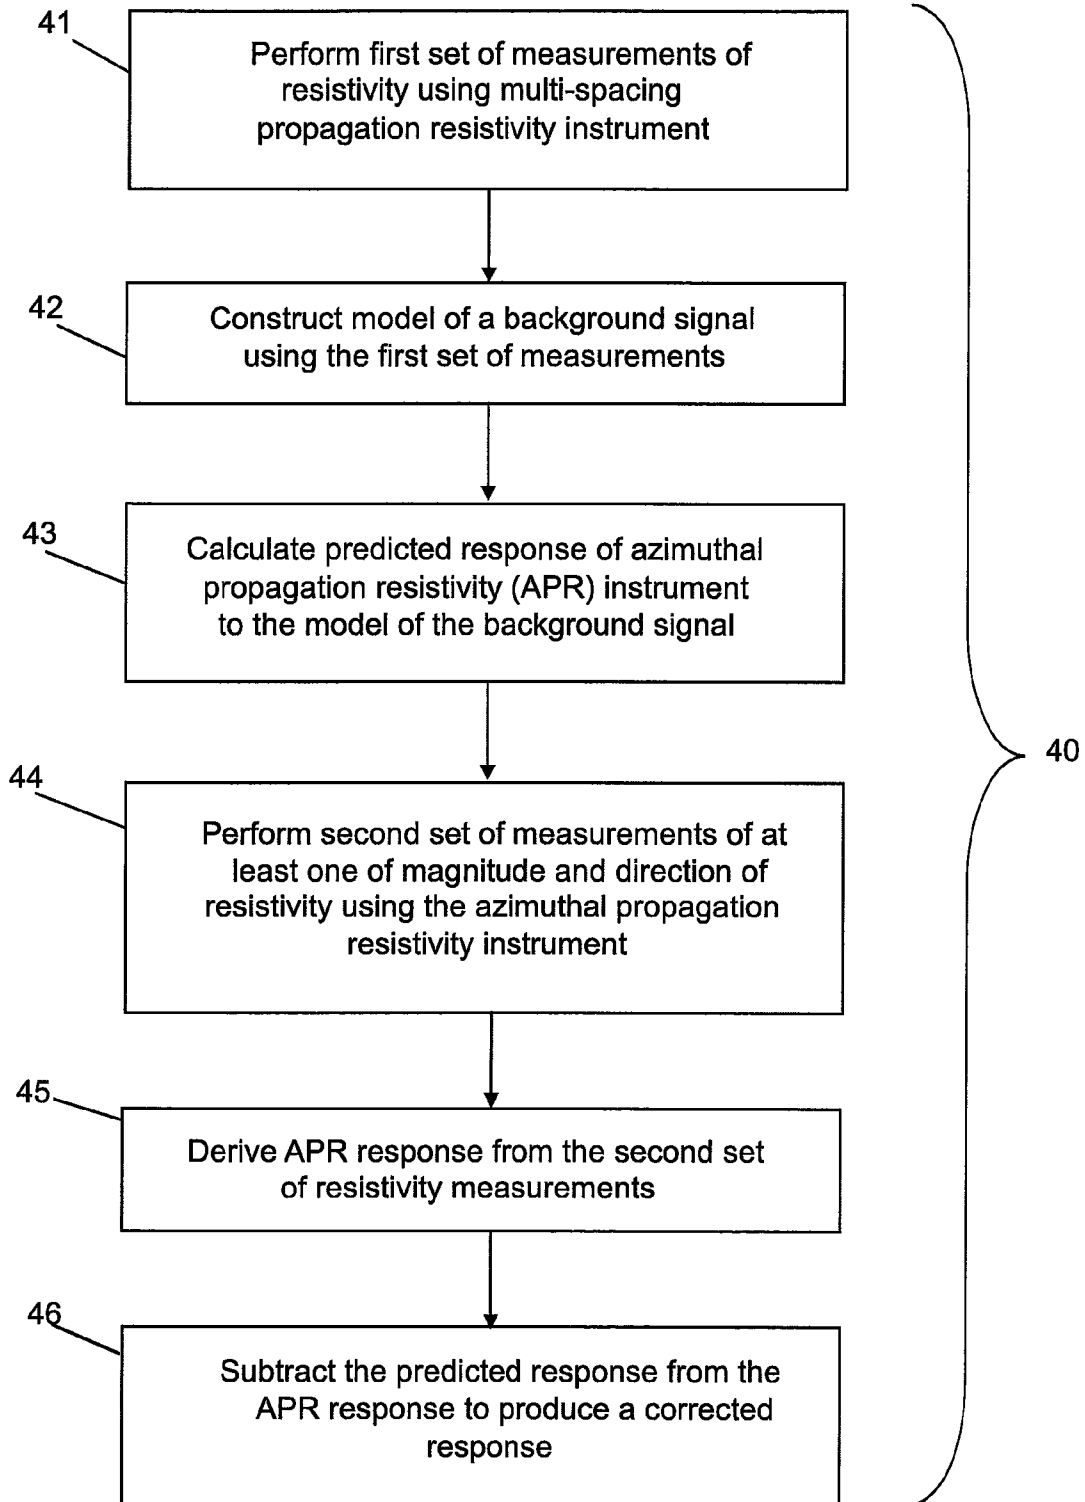 41
Perform first set of measurements of
resistivity using multi-spacing
propagation resistivity instrument
42
Construct model of a background signal
using the first set of measurements
43
Calculate predicted response of azimuthal
propagation resistivity (APR) instrument
to the model of the background signal
40
44
Perform second set of measurements of at
least one of magnitude and direction of
resistivity using the azimuthal propagation
resistivity instrument
45
Derive APR response from the second set
of resistivity measurements
46
Subtract the predicted response from the
APR response to produce a corrected
response